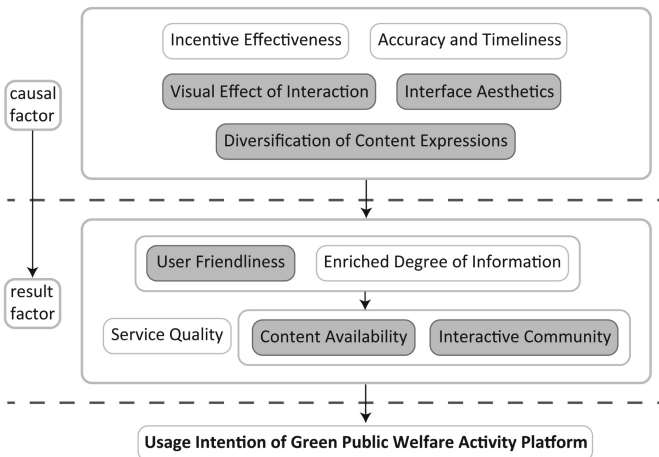 Incentive Effectiveness
Accuracy and Timeliness
causal
factor
Visual Effect of Interaction
Interface Aesthetics
Diversification of Content Expressions
User Friendliness
Enriched Degree of Information
result
factor
Service Quality
Content Availability
Interactive Community
Usage Intention of Green Public Welfare Activity Platform